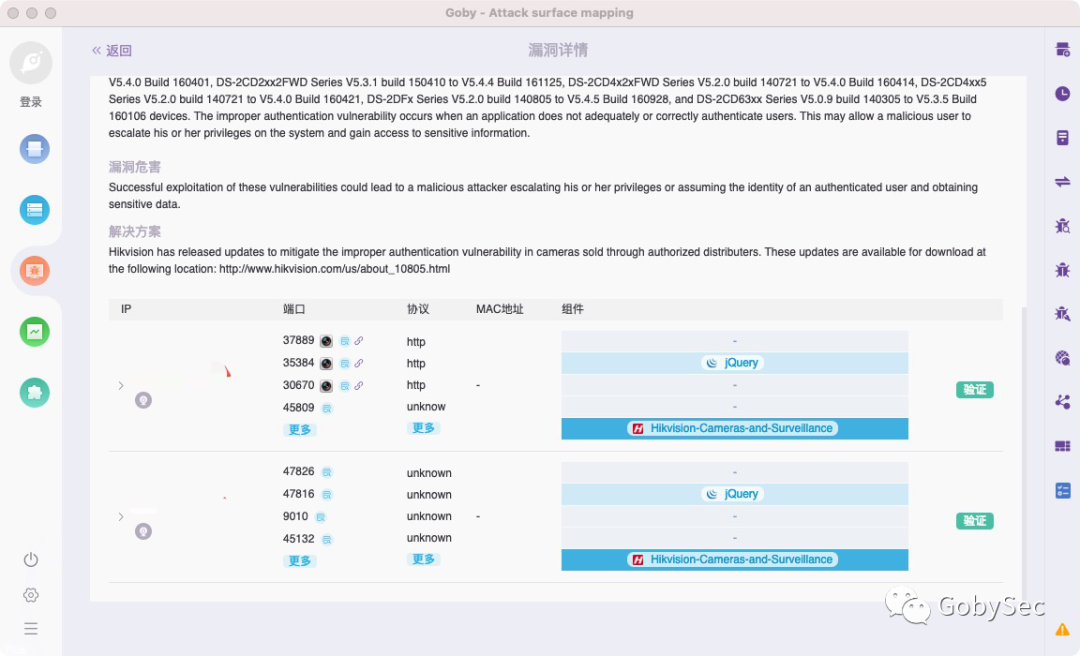 Goby - Attack surface mapping
« 返回
漏洞详情
登录
V5.4.0 Build 160401, DS-2CD2xx2FWD Series V5.3.1 build 150410 to V5.4.4 Build 161125, DS-2CD4x2xFWD Series V5.2.0 build 140721 to V5.4.0 Build 160414, DS-2CD4xx5
Series V5.2.0 build 140721 to V5.4.0 Build 160421, DS-2DFx Series V5.2.0 build 140805 to V5.4.5 Build 160928, and DS-2CD63xx Series V5.0.9 build 140305 to V5.3.5 Build
160106 devices. The improper authentication vulnerability occurs when an application does not adequately or correctly authenticate users. This may allow a malicious user to
escalate his or her privileges on the system and gain access to sensitive information.
漏洞危害
Successful exploitation of these vulnerabilities could lead to a malicious attacker escalating his or her privileges or assuming the identity of an authenticated user and obtaining
sensitive data.
解决方案
Hikvision has released updates to mitigate the improper authentication vulnerability in cameras sold through authorized distributers. These updates are available for download at
the following location: http://www.hikvision.com/us/about_10805.html
IP 端口 协议 MAC地址 组件
37889 http -
35384 http jQuery
30670 http - -
验证
45809 unknow -
更多 更多 Hikvision-Cameras-and-Surveillance
47826 unknown -
47816 unknown jQuery
9010 unknown - -
验证
45132 unknown -
更多 更多 Hikvision-Cameras-and-Surveillance
GobySec